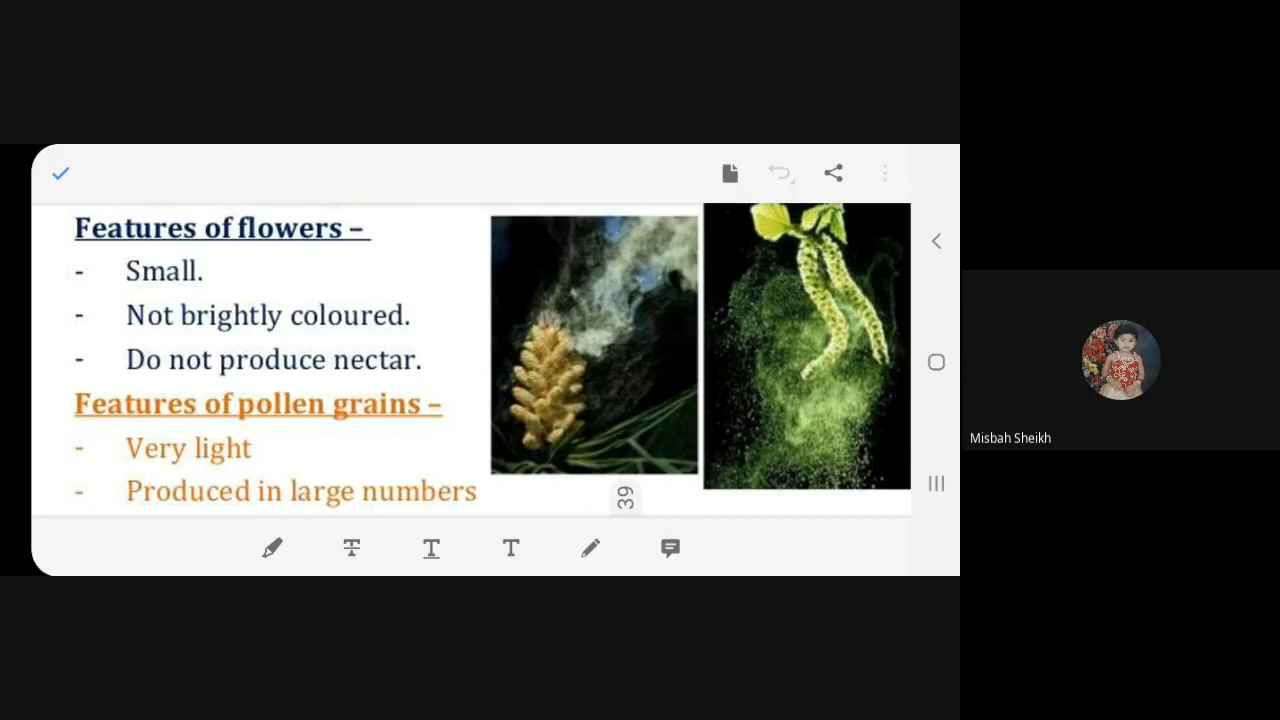 Features of flowers –
- Small.
- Not brightly coloured.
- Do not produce nectar.
Features of pollen grains –
- Very light
- Produced in large numbers
39
Misbah Sheikh